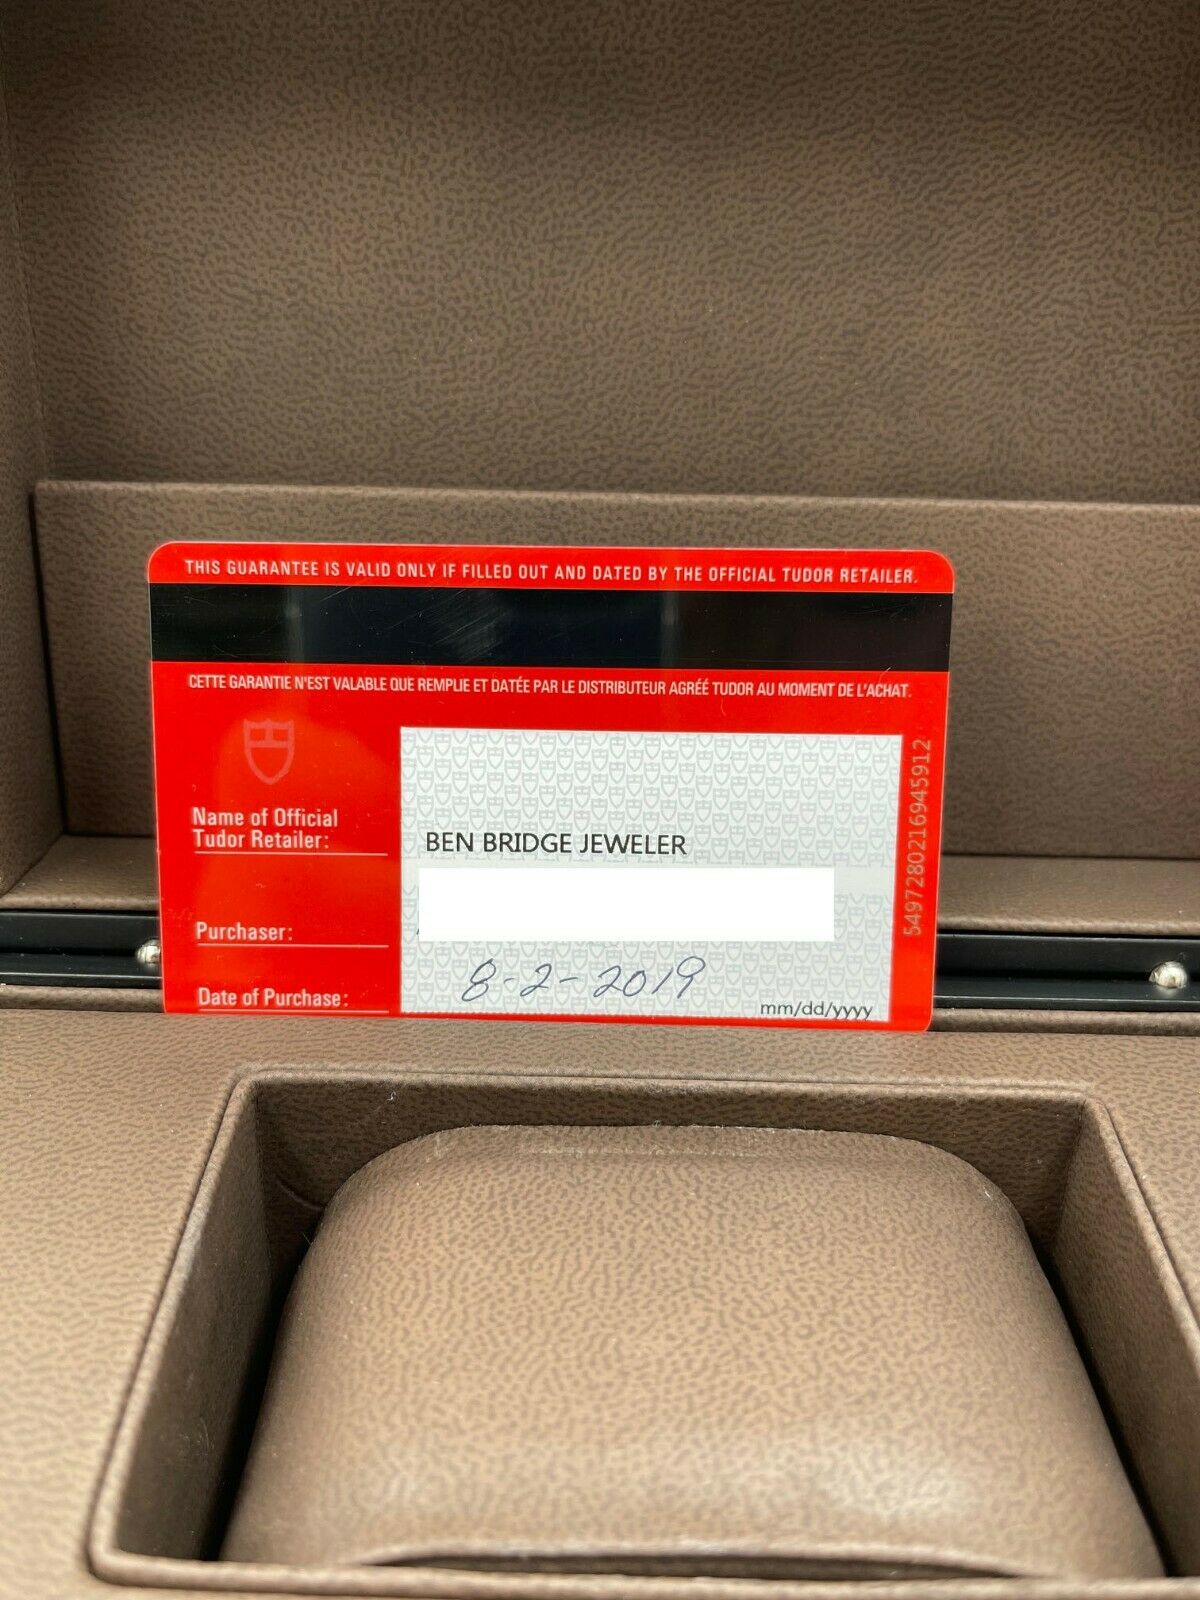 THIS GUARANTEE IS VALID ONLY IF FILLED OUT AND DATED BY THE OFFICIAL TUDOR RETAILER.
CETTE GARANTIE N'EST VALABLE QUE REMPLIE ET DATÉE PAR LE DISTRIBUTEUR AGRÉÉ TUDOR AU MOMENT DE L'ACHAT.
Name of Official
Tudor Retailer:
BEN BRIDGE JEWELER
Purchaser:
Date of Purchase:
8-2-2019
mm/dd/yyyy
5497280216945912